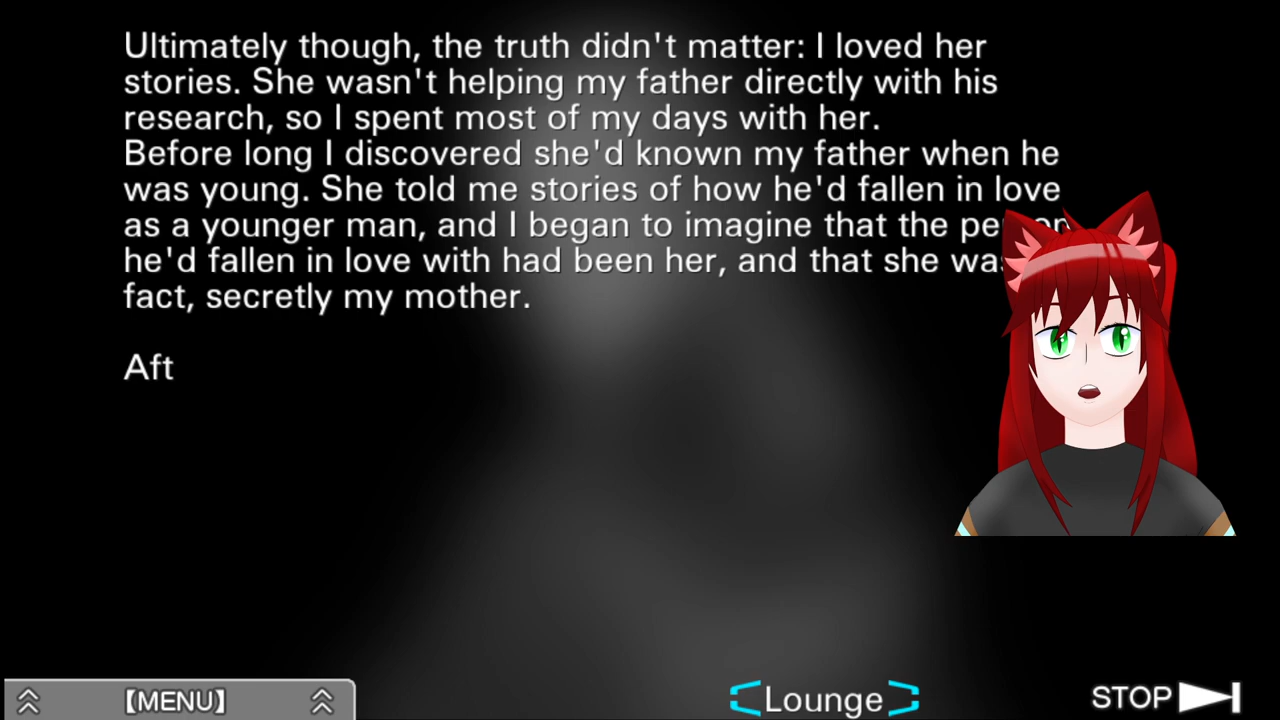 Ultimately though, the truth didn't matter: I loved her
stories. She wasn't helping my father directly with his
research, so I spent most of my days with her.
Before long I discovered she'd known my father when he
was young. She told me stories of how he'd fallen in love
as a younger man, and I began to imagine that the
he'd fallen in love with had been her, and that she
fact, secretly my mother.
Aft
【MENU】
Lounge
STOP